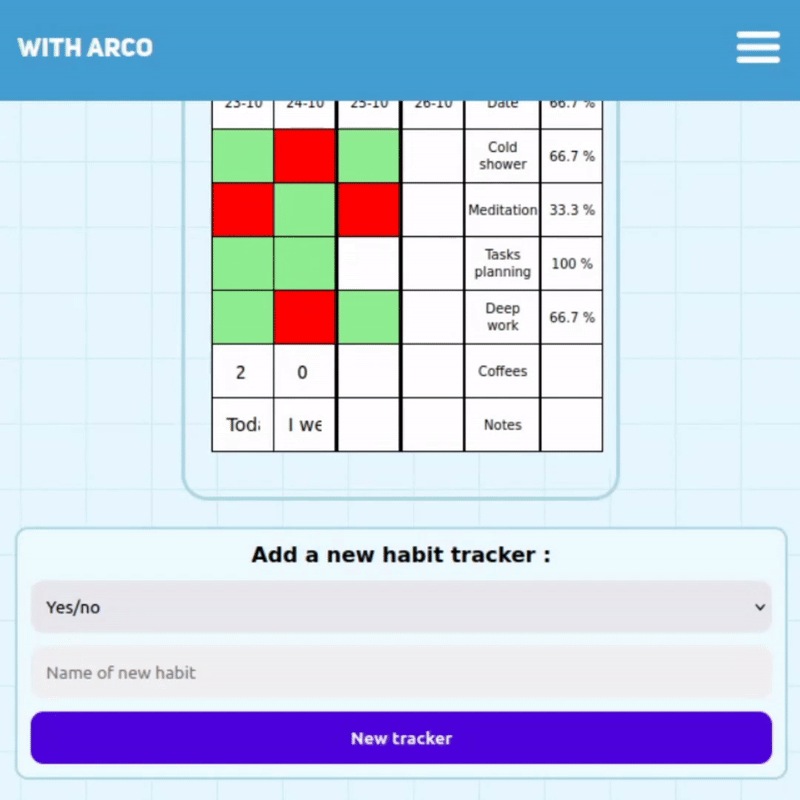 WITH ARCO
23-10 24-10 25-10 26-10 Date 66.7 %
Cold
shower
66.7 %
Meditation 33.3 %
Tasks
planning
100 %
Deep
work
66.7 %
2 0 Coffees
Toda I we Notes
Add a new habit tracker :
Yes/no
Name of new habit
New tracker